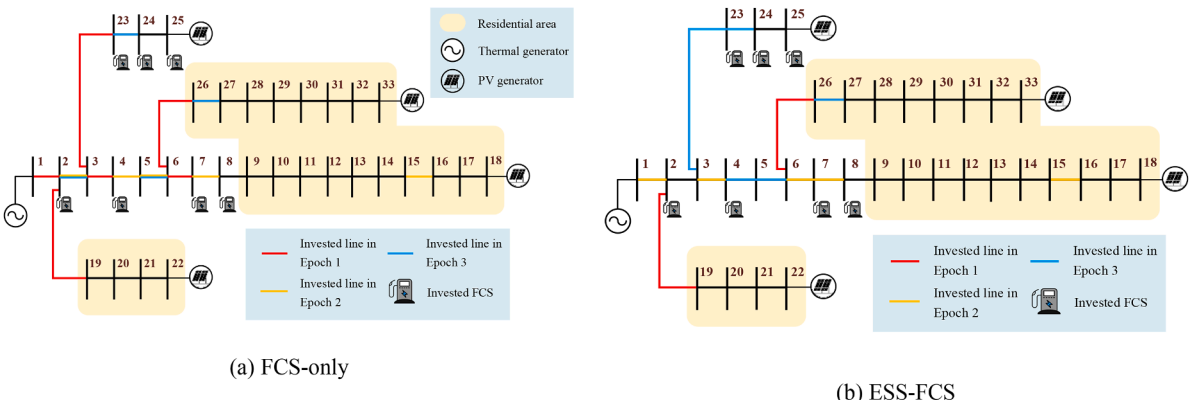 23 24 25
Residential area
Thermal generator
PV generator
26 27 28 29 30 31 32 33
1 2 3 4 5 6 7 8 9 10 11 12 13 14 15 16 17 18
19 20 21 22
Invested line in
Epoch 1
Invested line in
Epoch 3
Invested line in
Epoch 2
Invested FCS
(a) FCS-only
23 24 25
26 27 28 29 30 31 32 33
1 2 3 4 5 6 7 8 9 10 11 12 13 14 15 16 17 18
19 20 21 22
Invested line in
Epoch 1
Invested line in
Epoch 3
Invested line in
Epoch 2
Invested FCS
(b) ESS-FCS